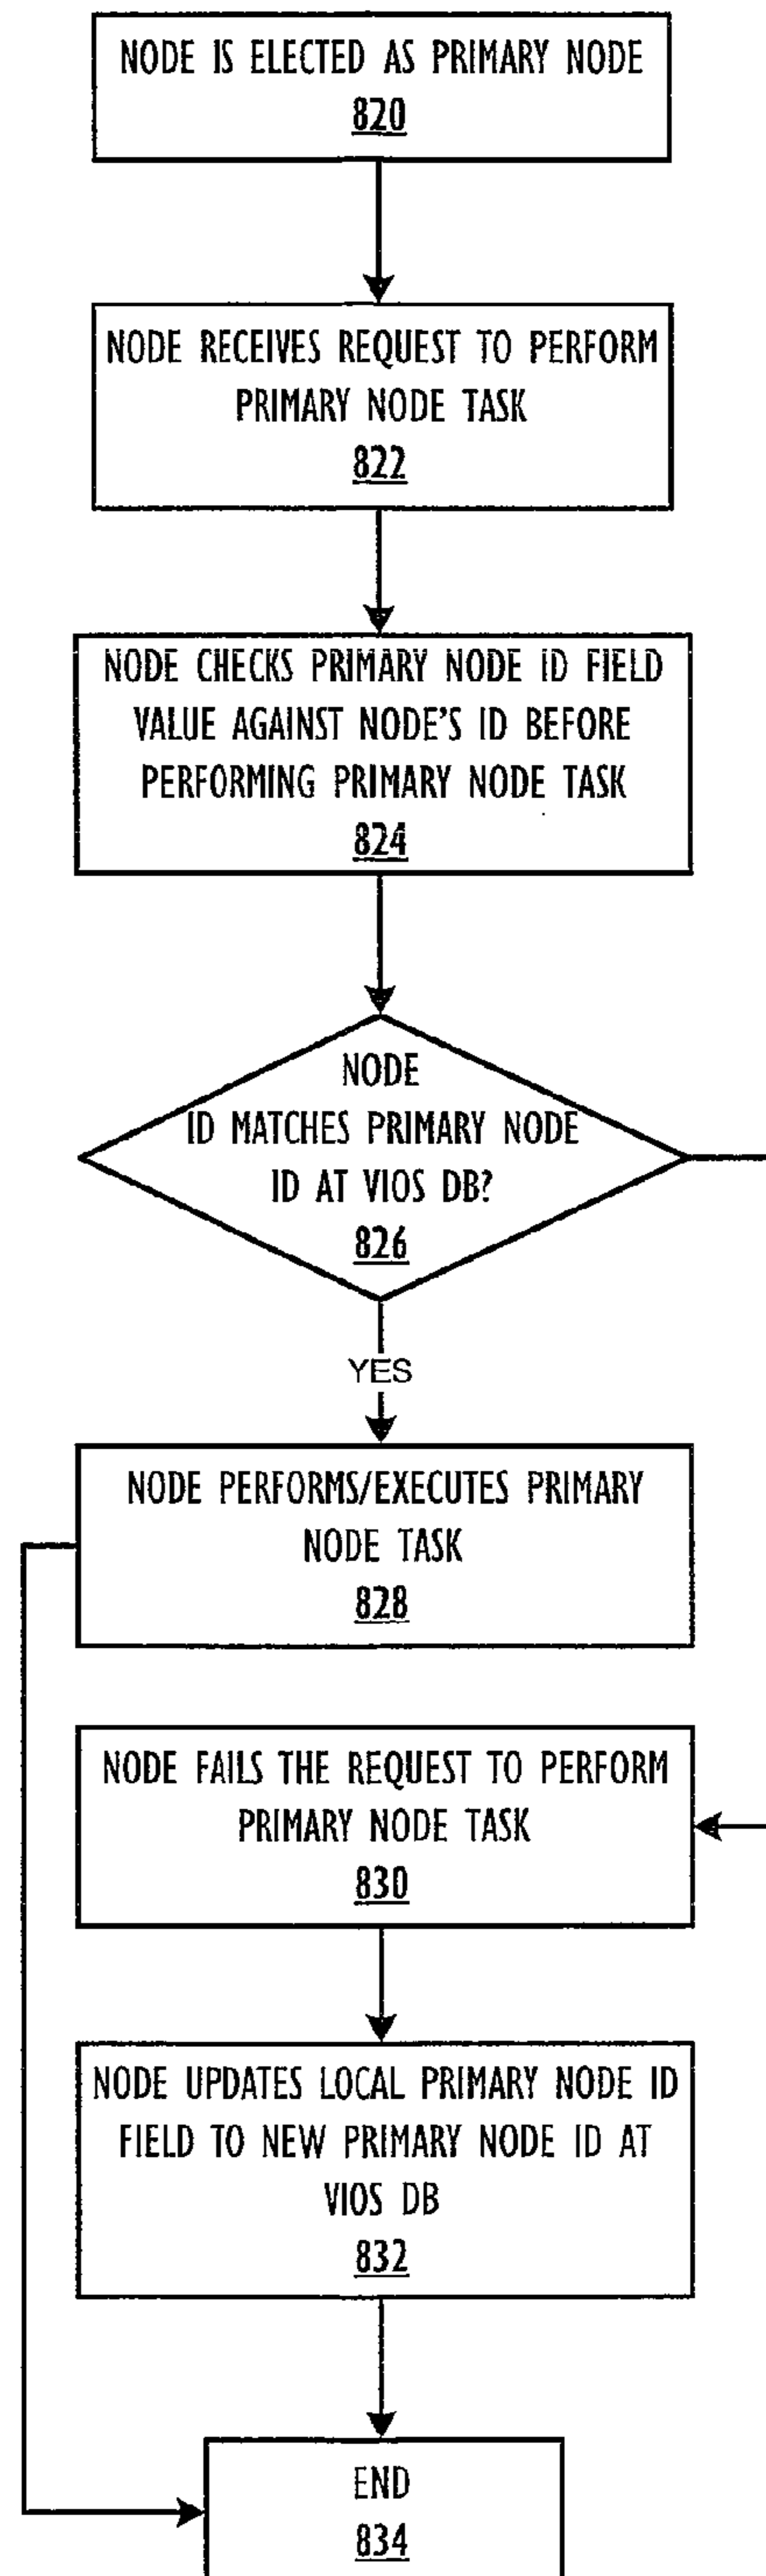 NODE IS ELECTED AS PRIMARY NODE
820
NODE RECEIVES REQUEST TO PERFORM
PRIMARY NODE TASK
822
NODE CHECKS PRIMARY NODE ID FIELD
VALUE AGAINST NODE'S ID BEFORE
PERFORMING PRIMARY NODE TASK
824
NODE
ID MATCHES PRIMARY NODE
ID AT VIOS DB?
826
YES
NODE PERFORMS/EXECUTES PRIMARY
NODE TASK
828
NODE FAILS THE REQUEST TO PERFORM
PRIMARY NODE TASK
830
NODE UPDATES LOCAL PRIMARY NODE ID
FIELD TO NEW PRIMARY NODE ID AT
VIOS DB
832
END
834